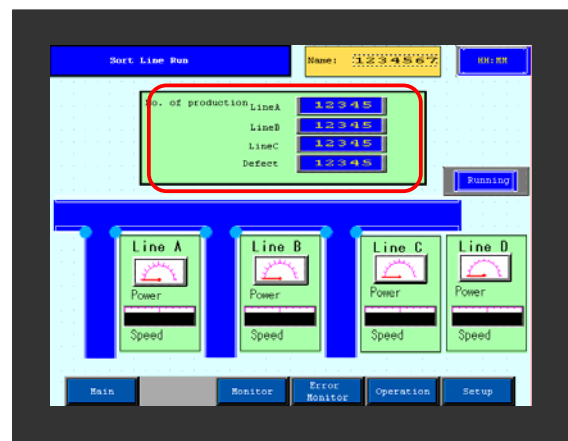 Sort Line Run
Name: 1234567
HH:MM
No. of production
LineA 12345
LineB 12345
LineC 12345
Defect 12345
Running
Line A
Line B
Line C
Line D
Power
Power
Power
Power
Speed
Speed
Speed
Speed
Main
Monitor
Error Monitor
Operation
Setup